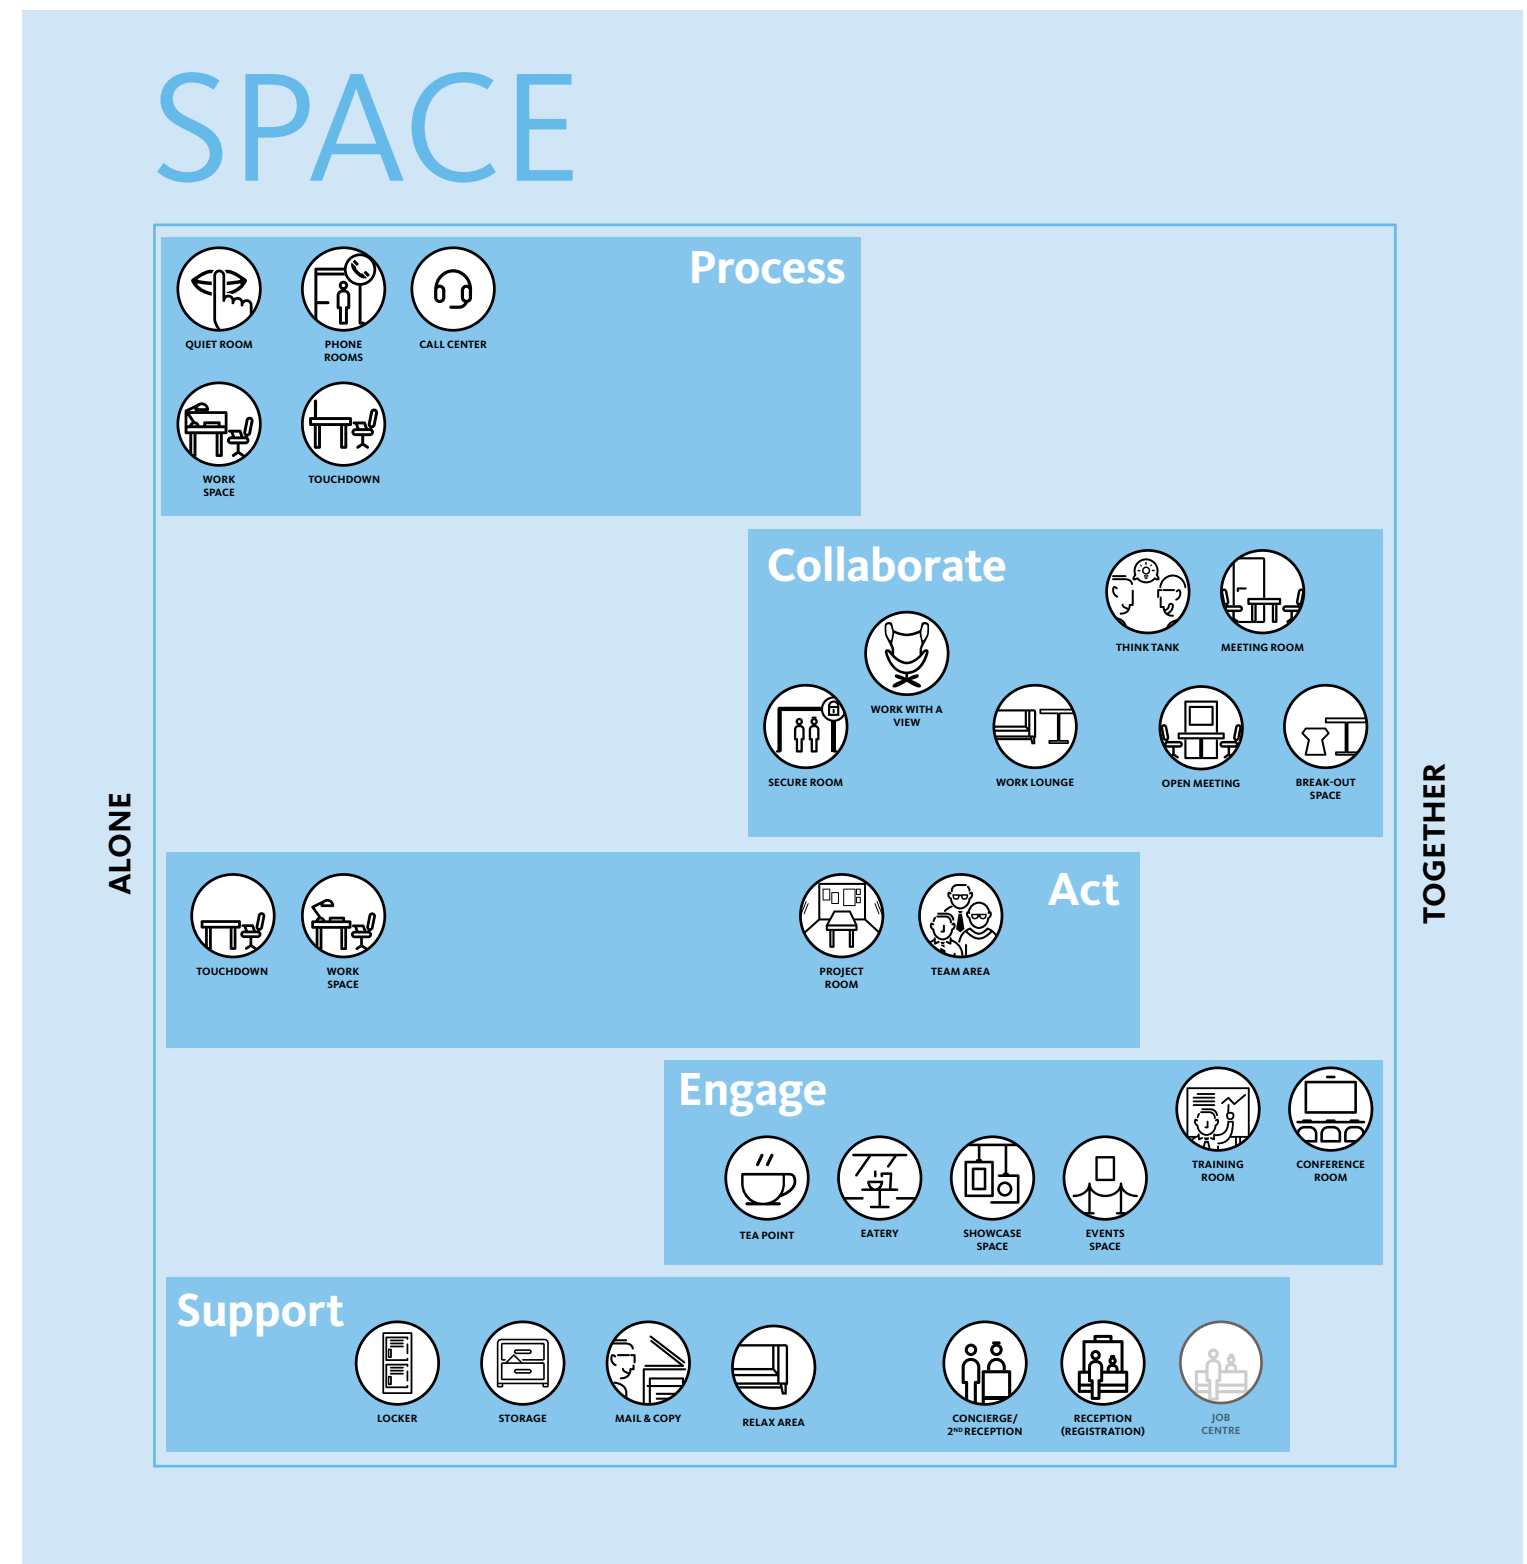 SPACE
Process
QUIET ROOM
PHONE
ROOMS
CALL CENTER
WORK
SPACE
TOUCHDOWN
Collaborate
THINK TANK
MEETING ROOM
WORK WITH A
VIEW
SECURE ROOM
WORK LOUNGE
OPEN MEETING
BREAK-OUT
SPACE
ALONE
TOGETHER
Act
TOUCHDOWN
WORK
SPACE
PROJECT
ROOM
TEAM AREA
Engage
TRAINING
ROOM
CONFERENCE
ROOM
TEA POINT
EATERY
SHOWCASE
SPACE
EVENTS
SPACE
Support
LOCKER
STORAGE
MAIL & COPY
RELAX AREA
CONCIERGE/
2ND RECEPTION
RECEPTION
(REGISTRATION)
JOB
CENTRE